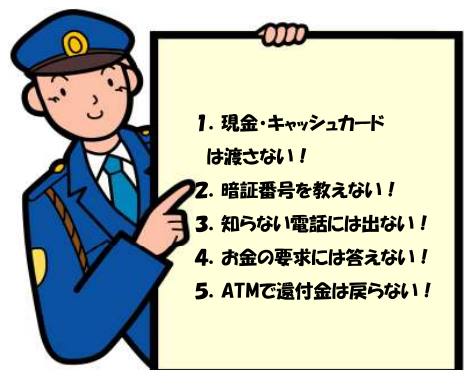 1. 現金・キャッシュカード
は渡さない！
2. 暗証番号を教えない！
3. 知らない電話には出ない！
4. お金の要求には答えない！
5. ATMで還付金は戻らない！